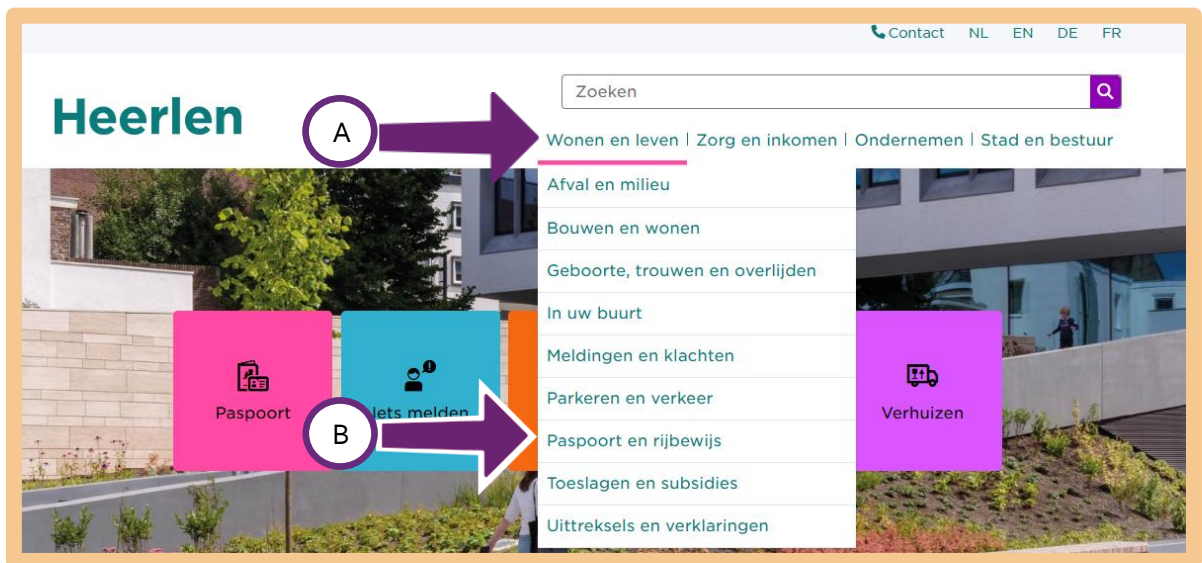 Contact NL EN DE FR
Zoeken
Heerlen
A
Wonen en leven | Zorg en inkomen | Ondernemen | Stad en bestuur
Afval en milieu
Bouwen en wonen
Geboorte, trouwen en overlijden
In uw buurt
Meldingen en klachten
Parkeren en verkeer
Paspoort en rijbewijs
Toeslagen en subsidies
Uittreksels en verklaringen
Paspoort
Iets melden
Verhuizen
B